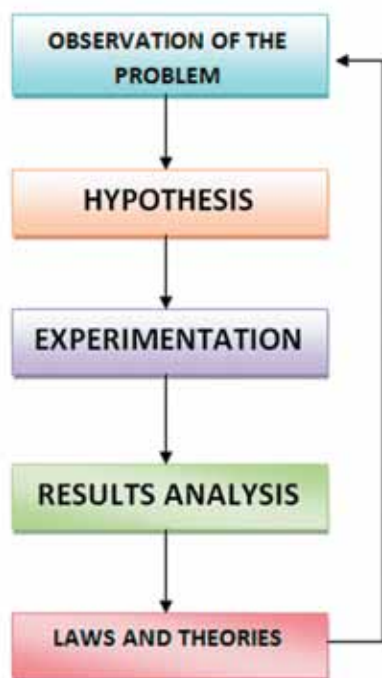 OBSERVATION OF THE
PROBLEM
HYPOTHESIS
EXPERIMENTATION
RESULTS ANALYSIS
LAWS AND THEORIES